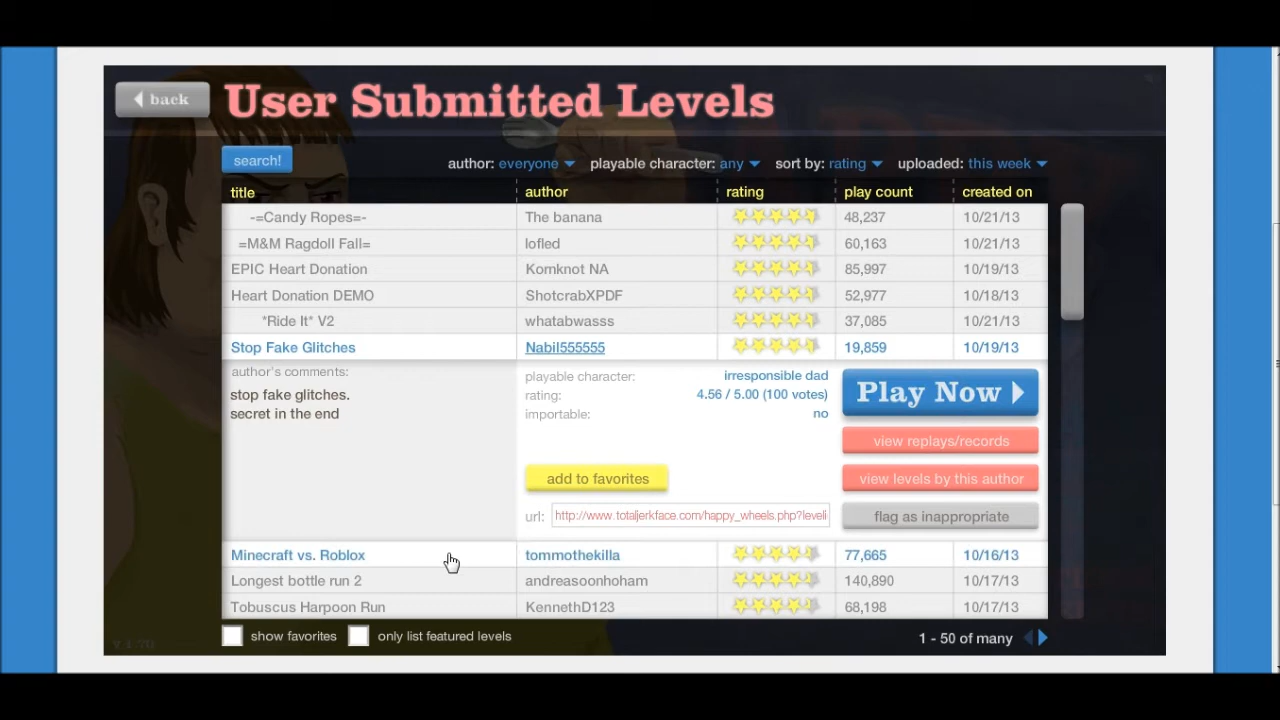 back
User Submitted Levels
search!
author: everyone playable character: any sort by: rating uploaded: this week
title author rating play count created on
-=Candy Ropes=- The banana 48,237 10/21/13
=M&M Ragdoll Fall= lofled 60,163 10/21/13
EPIC Heart Donation Komknot NA 85,997 10/19/13
Heart Donation DEMO ShotcrabXPDF 52,977 10/18/13
*Ride It* V2 whatabwasss 37,085 10/21/13
Stop Fake Glitches Nabil555555 19,859 10/19/13
author's comments:
stop fake glitches.
secret in the end
playable character: irresponsible dad
rating: 4.56 / 5.00 (100 votes)
importable: no
add to favorites
url: http://www.totaljerkface.com/happy_wheels.php?leveli
Play Now
view replays/records
view levels by this author
flag as inappropriate
Minecraft vs. Roblox tommothekilla 77,665 10/16/13
Longest bottle run 2 andreasoonhoham 140,890 10/17/13
Tobuscus Harpoon Run KennethD123 68,198 10/17/13
show favorites only list featured levels 1 - 50 of many